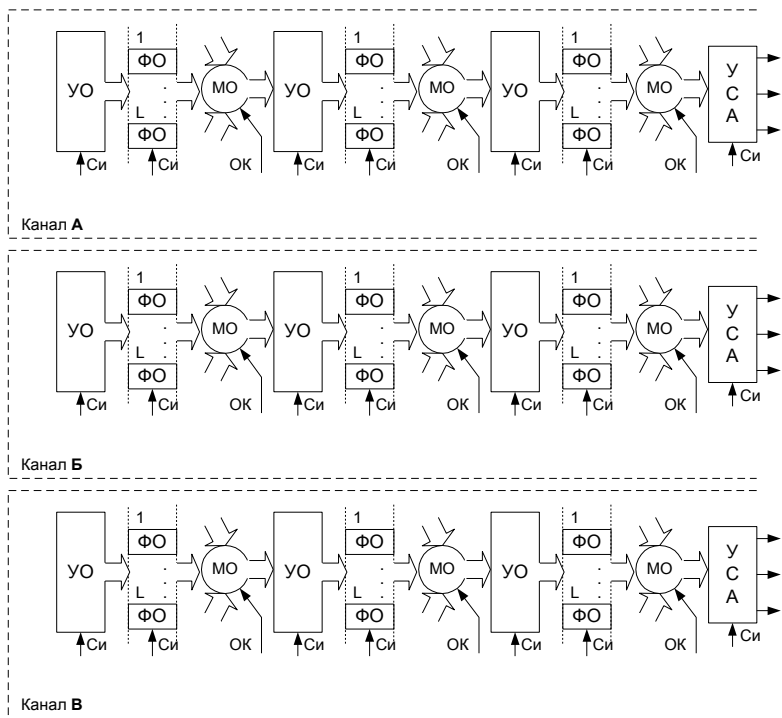 1 1 1
ФО ФО ФО
УО МО УО МО УО МО У С А
L L L
ФО ФО ФО
Си Си ОК Си Си ОК Си Си ОК Си
Канал А
1 1 1
ФО ФО ФО
УО МО УО МО УО МО У С А
L L L
ФО ФО ФО
Си Си ОК Си Си ОК Си Си ОК Си
Канал Б
1 1 1
ФО ФО ФО
УО МО УО МО УО МО У С А
L L L
ФО ФО ФО
Си Си ОК Си Си ОК Си Си ОК Си
Канал В